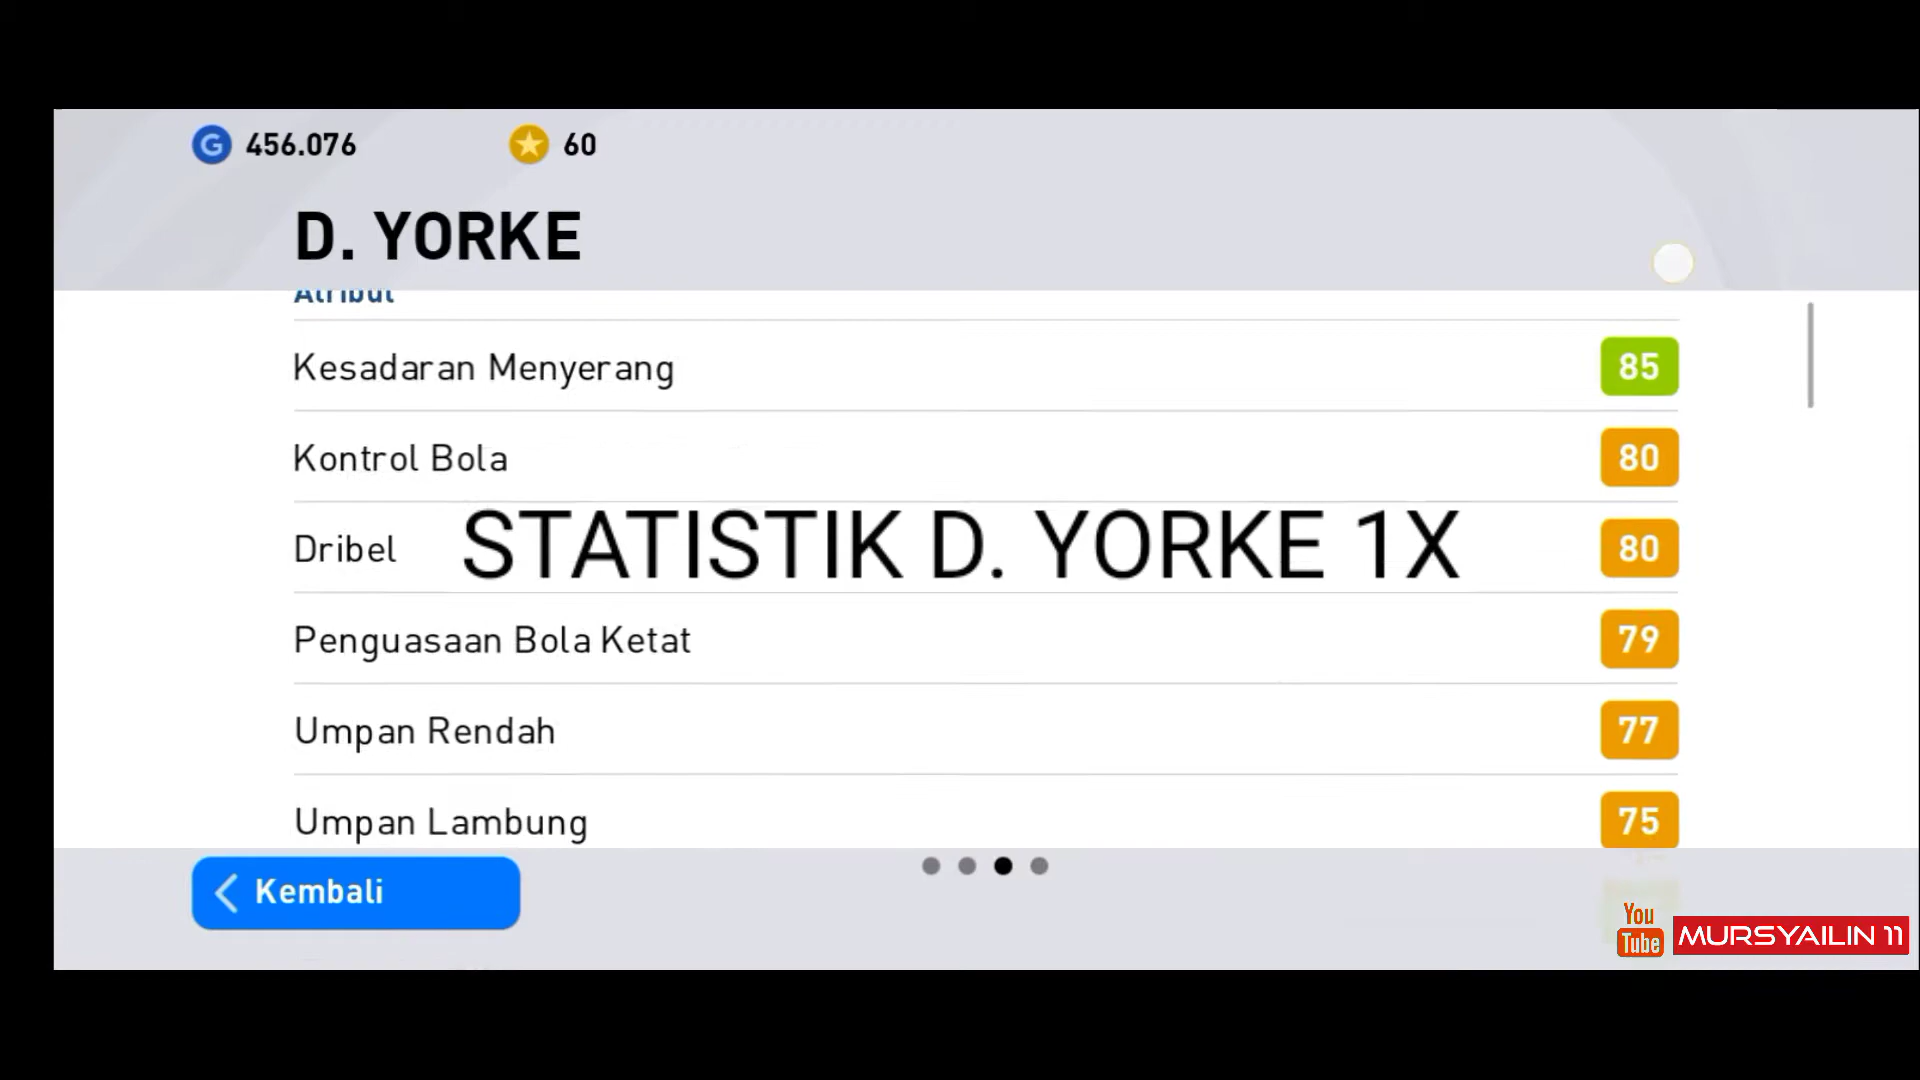 G 456.076 60
D. YORKE
Atribut
Kesadaran Menyerang 85
Kontrol Bola 80
Dribel 80
STATISTIK D. YORKE 1X
Penguasaan Bola Ketat 79
Umpan Rendah 77
Umpan Lambung 75
Kembali
You
Tube MURSYAILIN 11